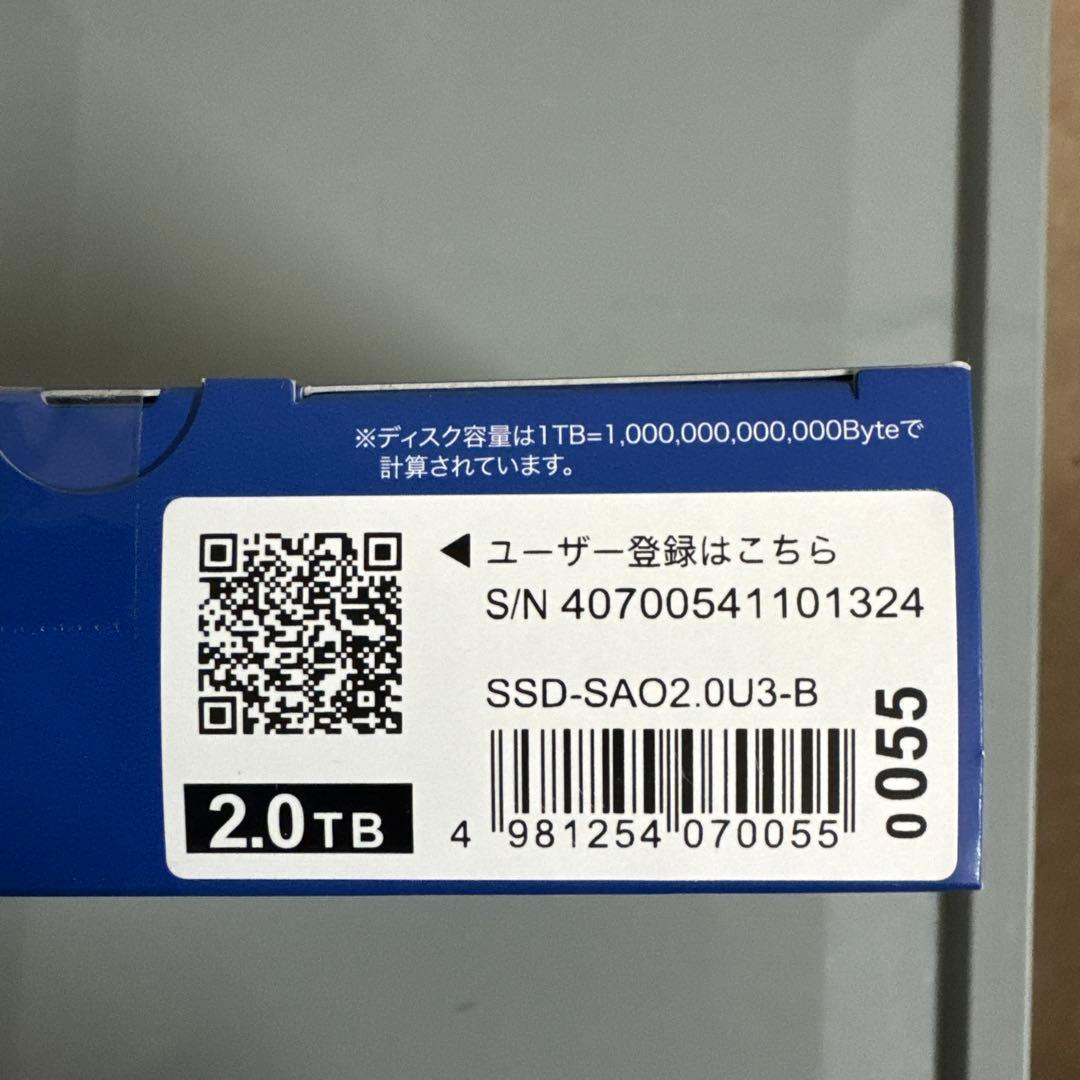 ※ディスク容量は1TB=1,000,000,000,000Byteで
計算されています。
ユーザー登録はこちら
S/N 40700541101324
SSD-SAO2.0U3-B
2.0TB
4 981254 070055
0055